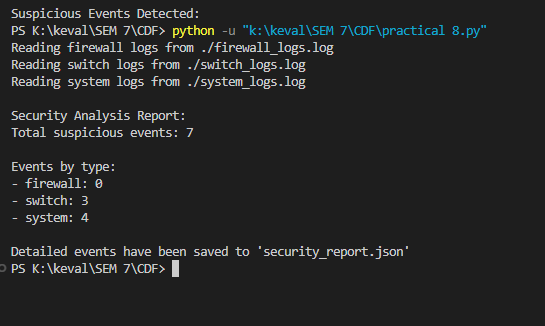 Suspicious Events Detected:
PS K:\keval\SEM 7\CDF> python -u "k:\keval\SEM 7\CDF\practical 8.py"
Reading firewall logs from ./firewall_logs.log
Reading switch logs from ./switch_logs.log
Reading system logs from ./system_logs.log
Security Analysis Report:
Total suspicious events: 7
Events by type:
- firewall: 0
- switch: 3
- system: 4
Detailed events have been saved to 'security_report.json'
PS K:\keval\SEM 7\CDF>